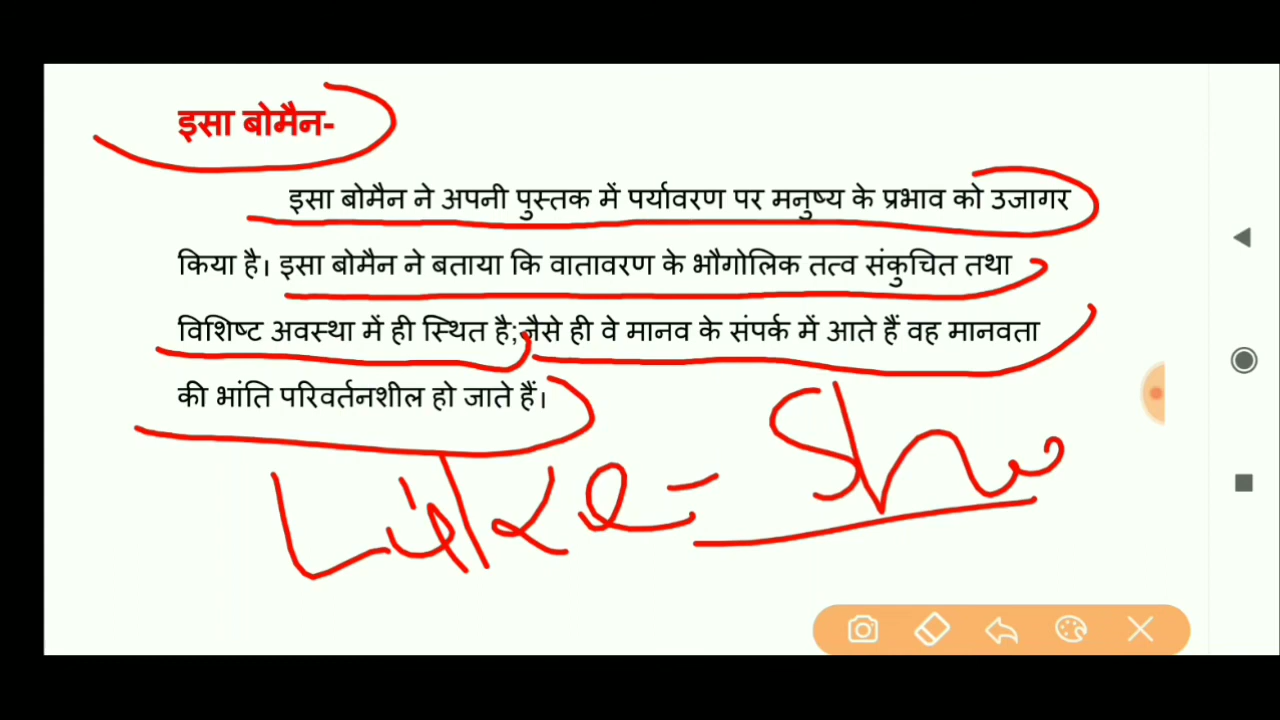 इसा बोमैन-
इसा बोमैन ने अपनी पुस्तक में पर्यावरण पर मनुष्य के प्रभाव को उजागर
किया है। इसा बोमैन ने बताया कि वातावरण के भौगोलिक तत्व संकुचित तथा
विशिष्ट अवस्था में ही स्थित है;जैसे ही वे मानव के संपर्क में आते हैं वह मानवता
की भांति परिवर्तनशील हो जाते हैं।
Like =